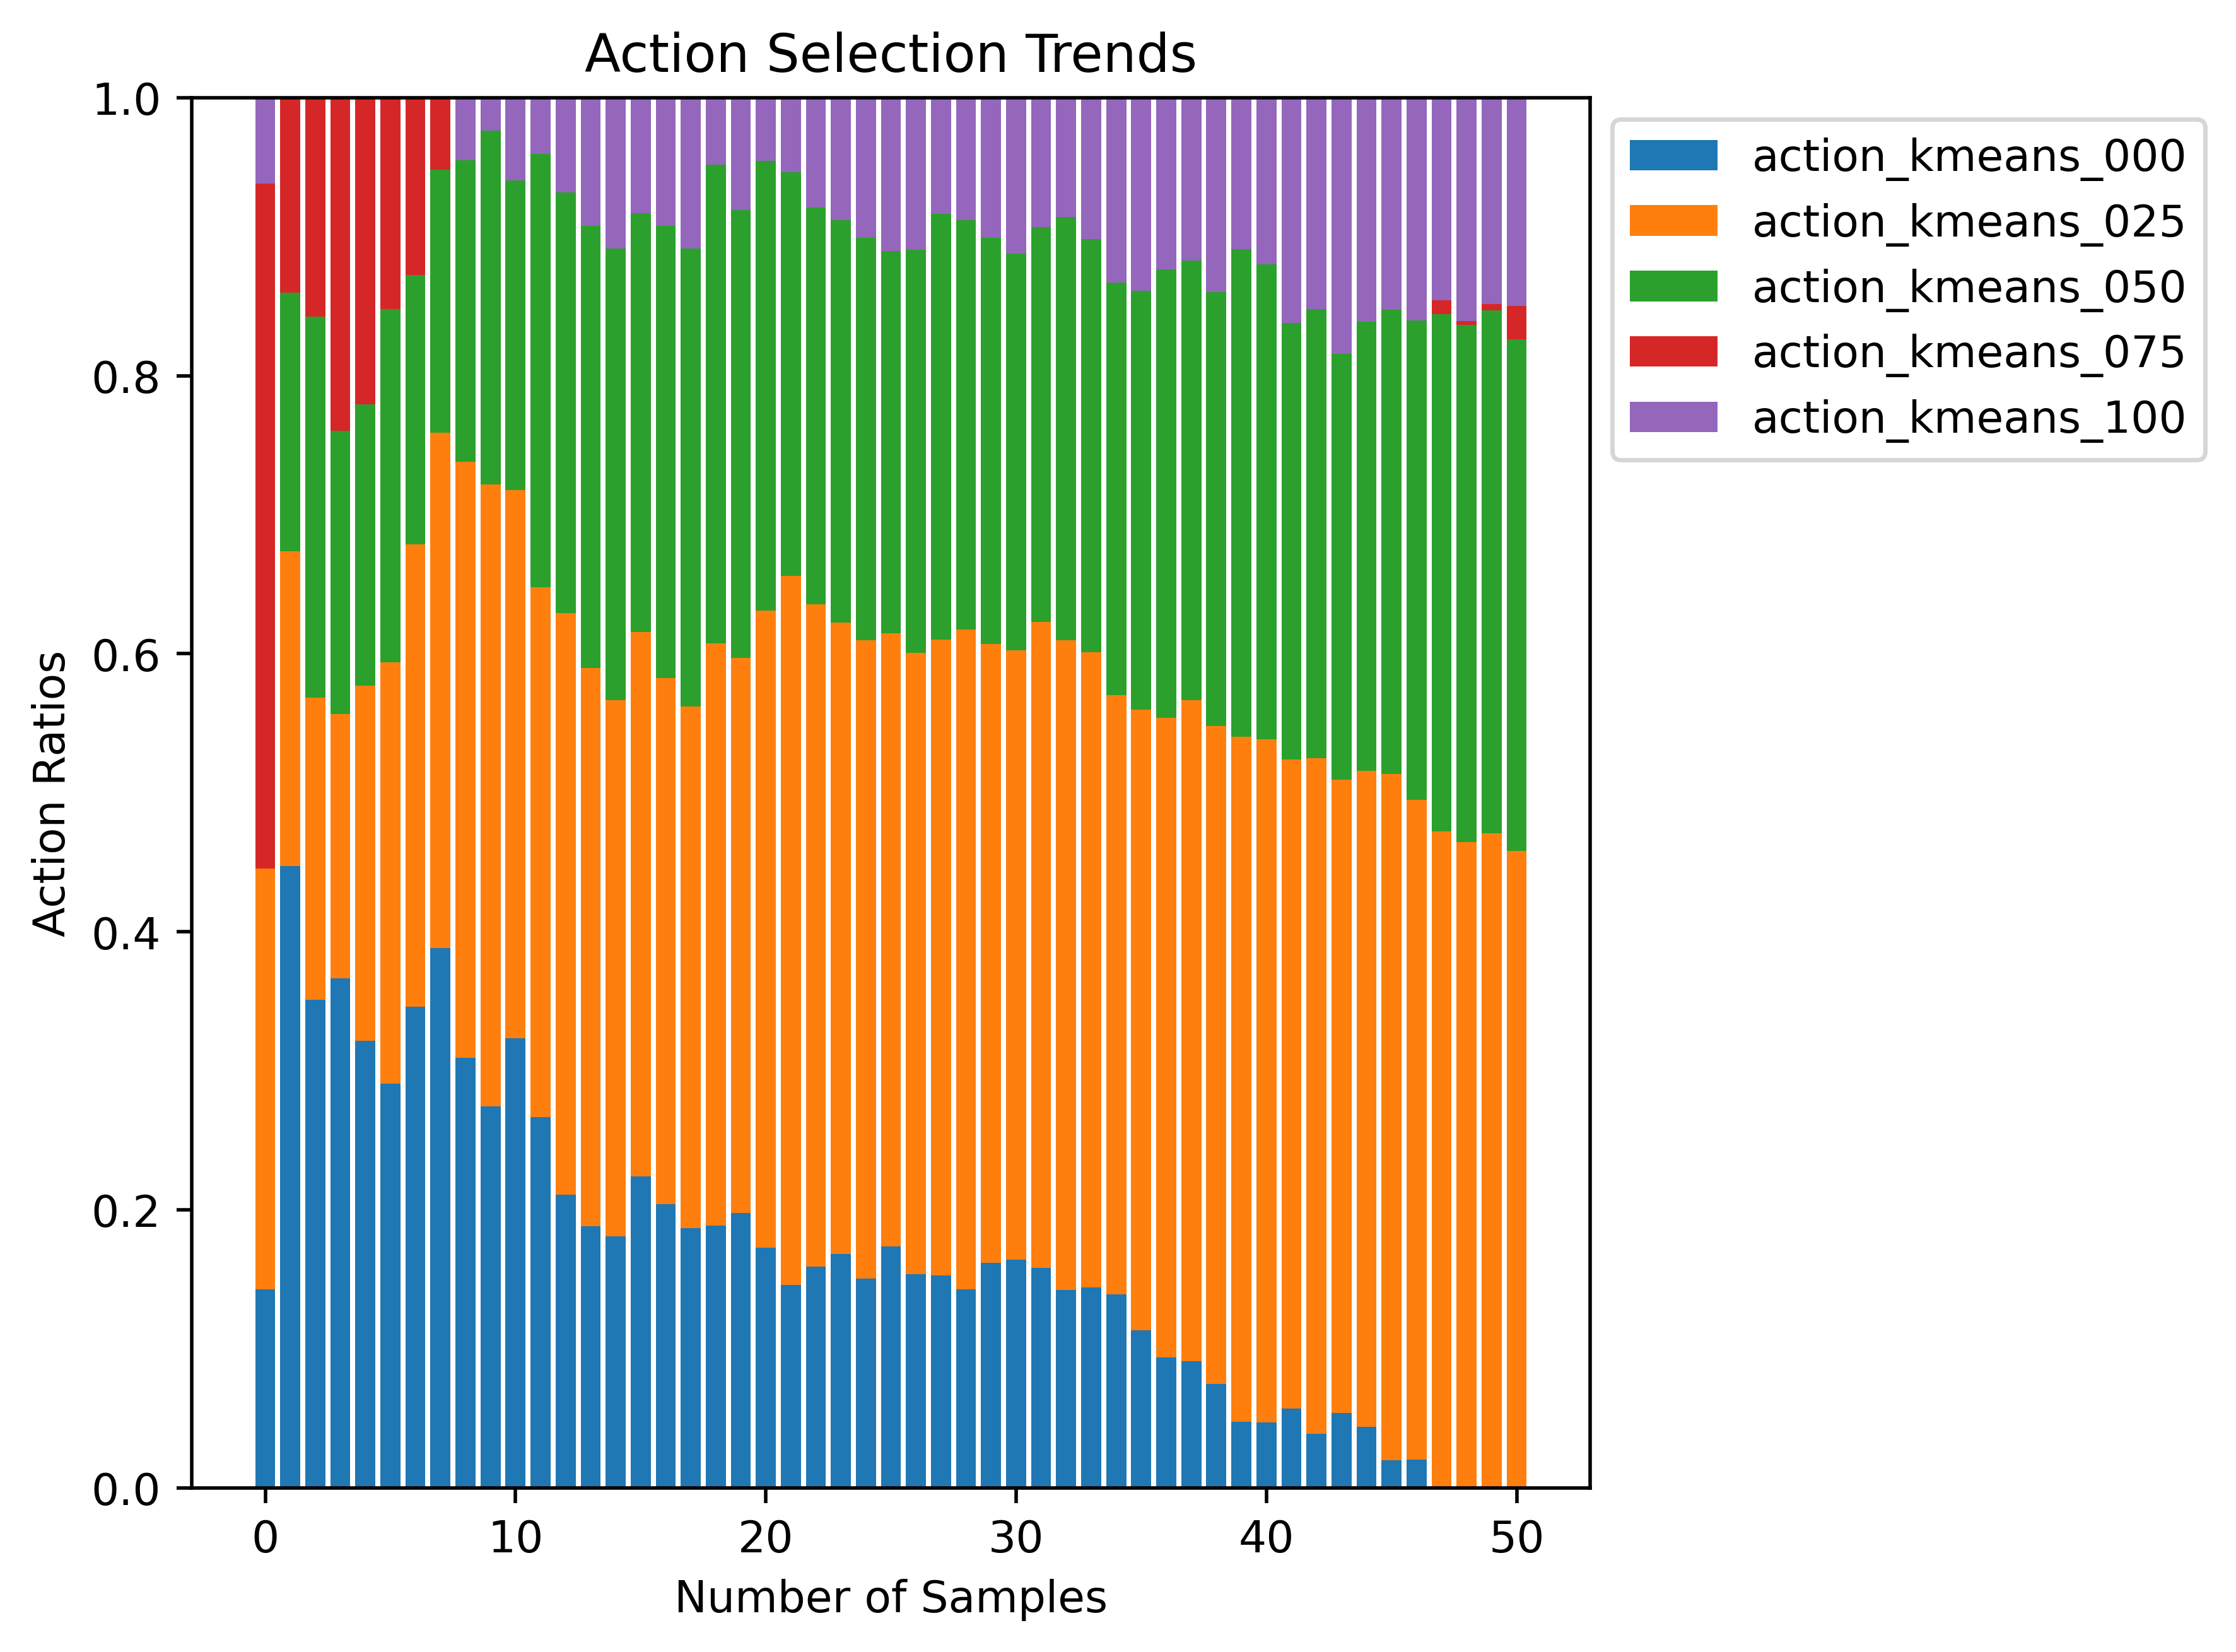 Action Selection Trends
1.0
0.8
0.6
0.4
0.2
0.0
Action Ratios
0 10 20 30 40 50
Number of Samples
action_kmeans_000
action_kmeans_025
action_kmeans_050
action_kmeans_075
action_kmeans_100